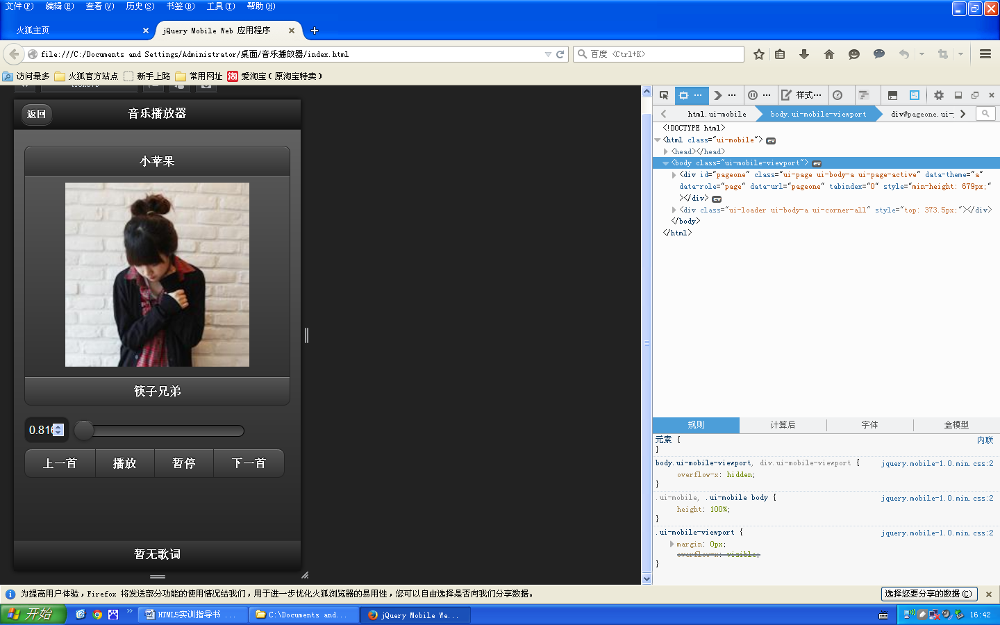 文件(F) 编辑(E) 查看(V) 历史(S) 书签(B) 工具(T) 帮助(H)
火狐主页 jQuery Mobile Web 应用程序
file:///C:/Documents and Settings/Administrator/桌面/音乐播放器/index.html 百度 <Ctrl+K>
访问最多 火狐官方站点 新手上路 常用网址 淘 爱淘宝(原淘宝特卖)
返回 音乐播放器
小苹果
筷子兄弟
0.816
上一首 播放 暂停 下一首
暂无歌词
样式...
html.ui-mobile body.ui-mobile-viewport div#pageone.ui-
<!DOCTYPE html>
<html class="ui-mobile"> ev
<head></head>
<body class="ui-mobile-viewport"> ev
<div id="pageone" class="ui-page ui-body-a ui-page-active" data-theme="a"
data-role="page" data-url="pageone" tabindex="0" style="min-height: 679px;"
></div> ev
<div class="ui-loader ui-body-a ui-corner-all" style="top: 373.5px;"></div>
</body>
</html>
规则 计算后 字体 盒模型
元素 { 内联
}
body.ui-mobile-viewport, div.ui-mobile-viewport { jquery.mobile-1.0.min.css:2
overflow-x: hidden;
}
.ui-mobile, .ui-mobile body { jquery.mobile-1.0.min.css:2
height: 100%;
}
.ui-mobile-viewport { jquery.mobile-1.0.min.css:2
margin: 0px;
overflow-x: visible;
}
为提高用户体验，Firefox 将发送部分功能的使用情况给我们，用于进一步优化火狐浏览器的易用性，您可以自由选择是否向我们分享数据。 选择您要分享的数据(C)
开始 HTML5实训指导书 ... C:\Documents and... jQuery Mobile We... 16:42